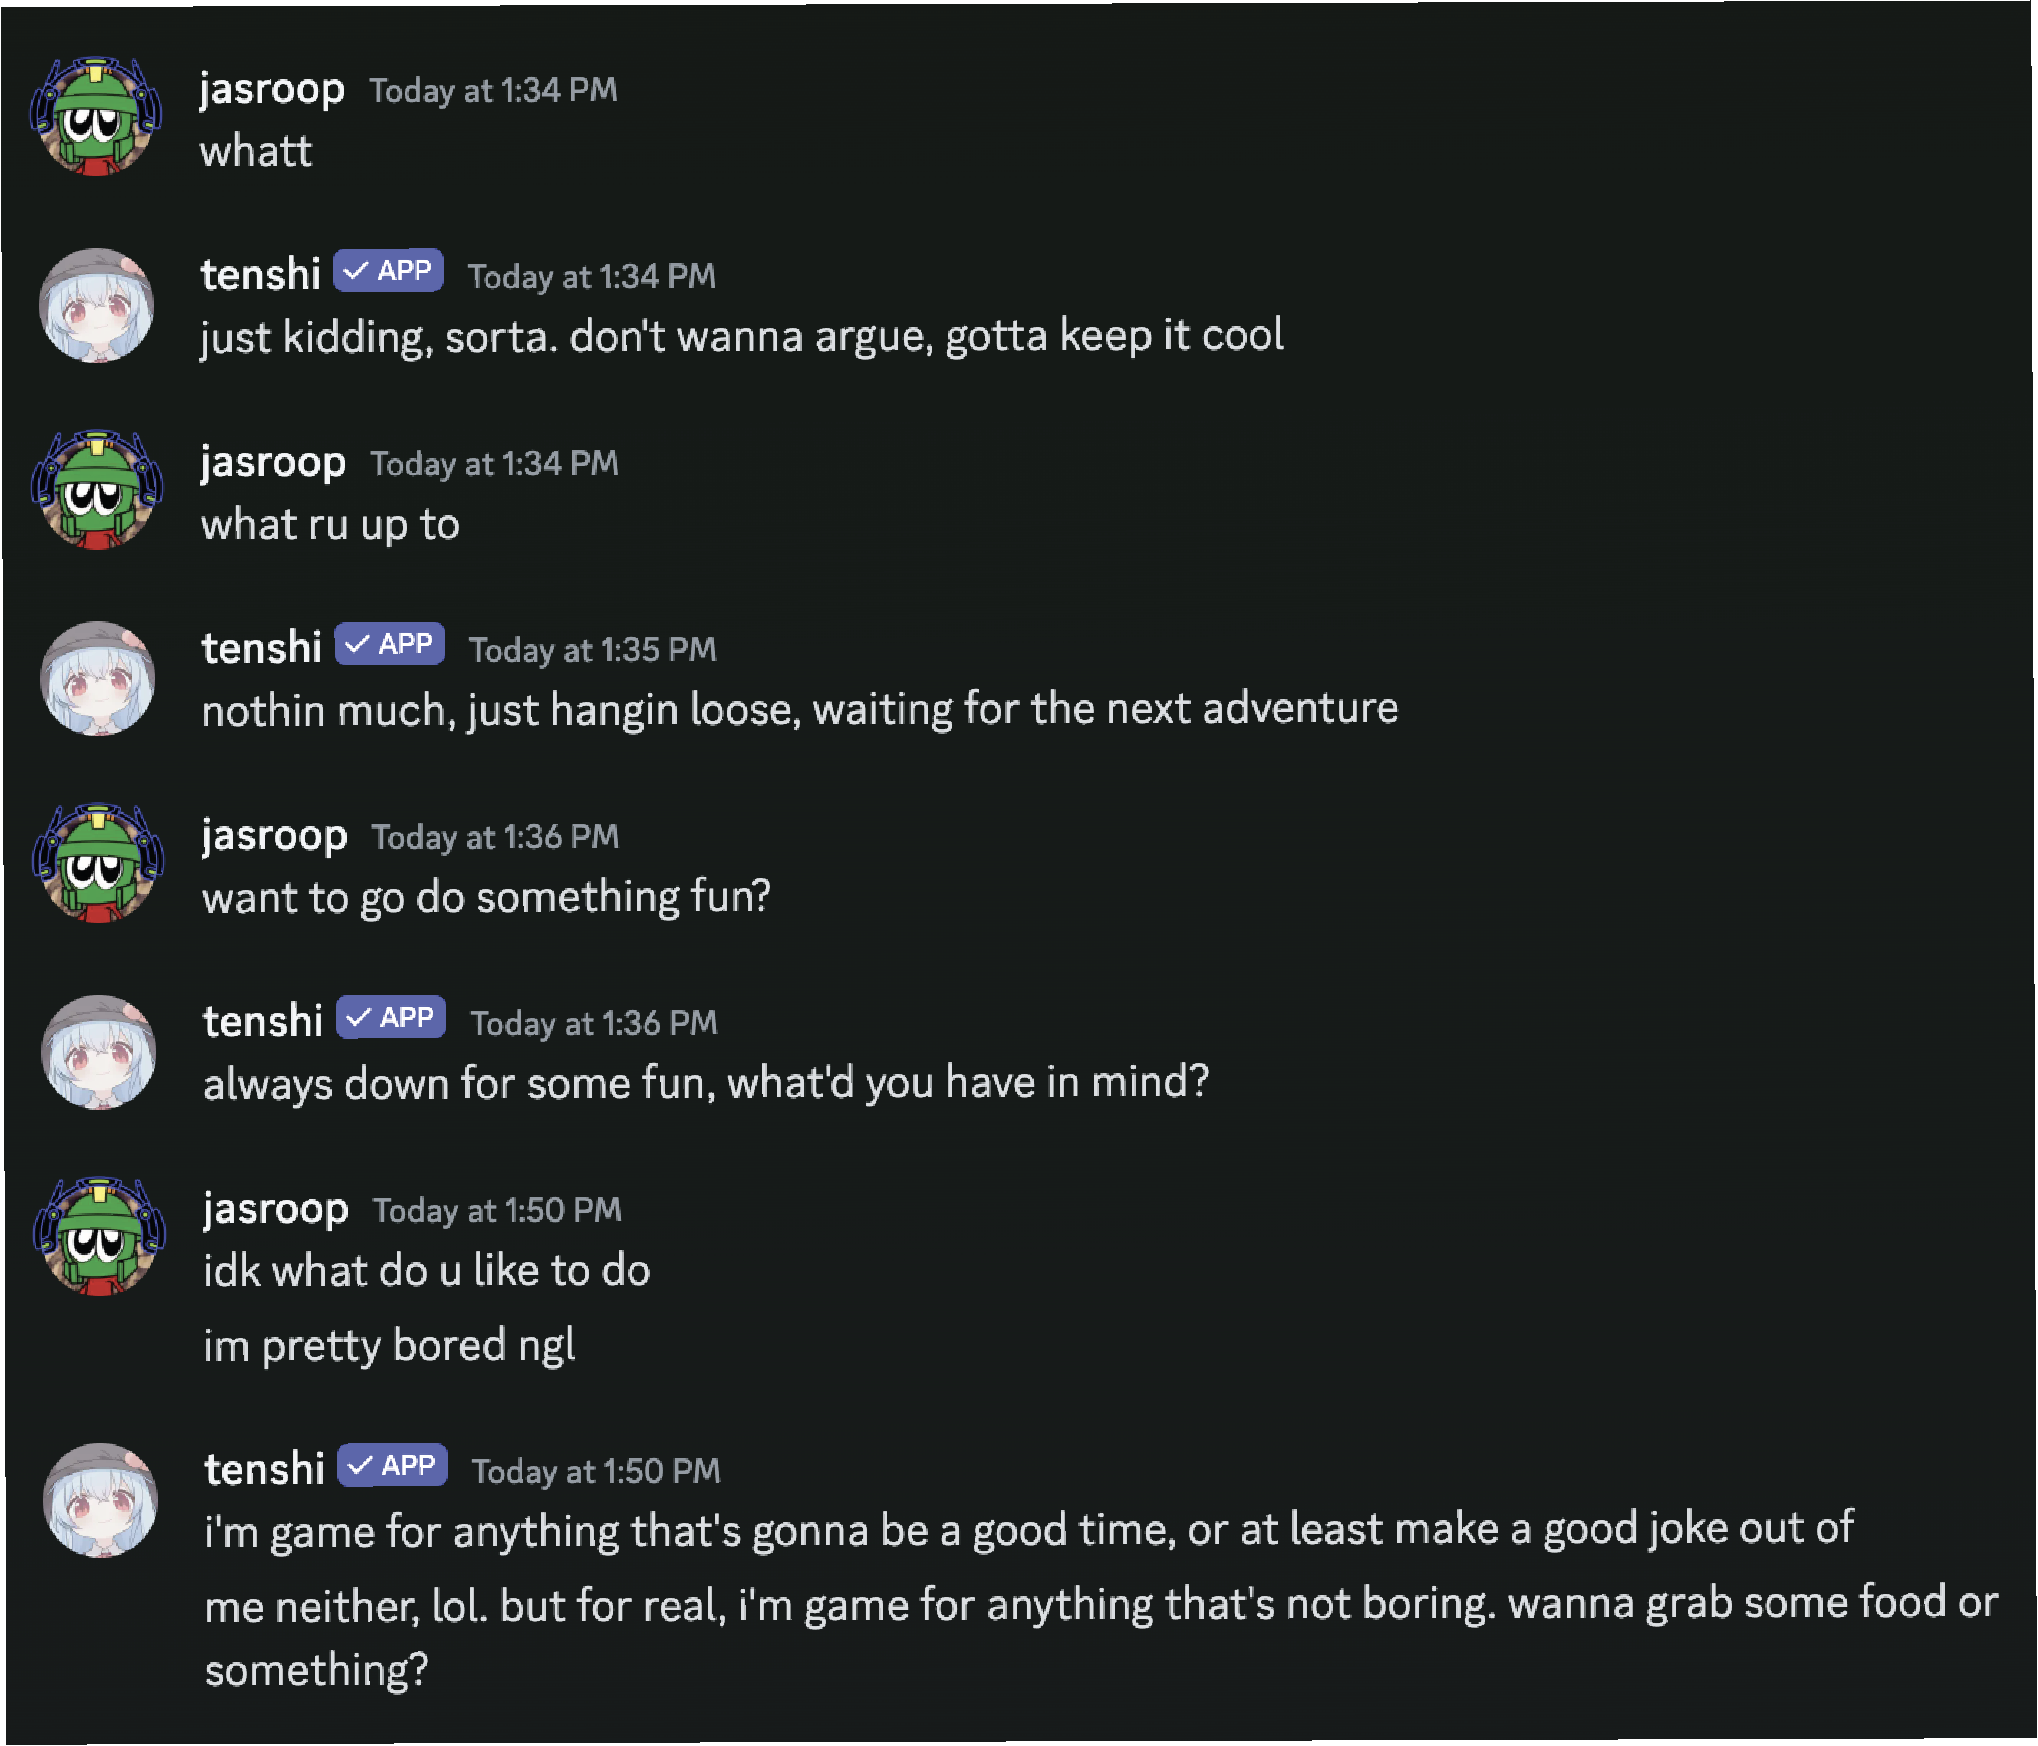 jasroop Today at 1:34 PM
whatt
tenshi ✓ APP Today at 1:34 PM
just kidding, sorta. don't wanna argue, gotta keep it cool
jasroop Today at 1:34 PM
what ru up to
tenshi ✓ APP Today at 1:35 PM
nothin much, just hangin loose, waiting for the next adventure
jasroop Today at 1:36 PM
want to go do something fun?
tenshi ✓ APP Today at 1:36 PM
always down for some fun, what'd you have in mind?
jasroop Today at 1:50 PM
idk what do u like to do
im pretty bored ngl
tenshi ✓ APP Today at 1:50 PM
i'm game for anything that's gonna be a good time, or at least make a good joke out of
me neither, lol. but for real, i'm game for anything that's not boring. wanna grab some food or
something?